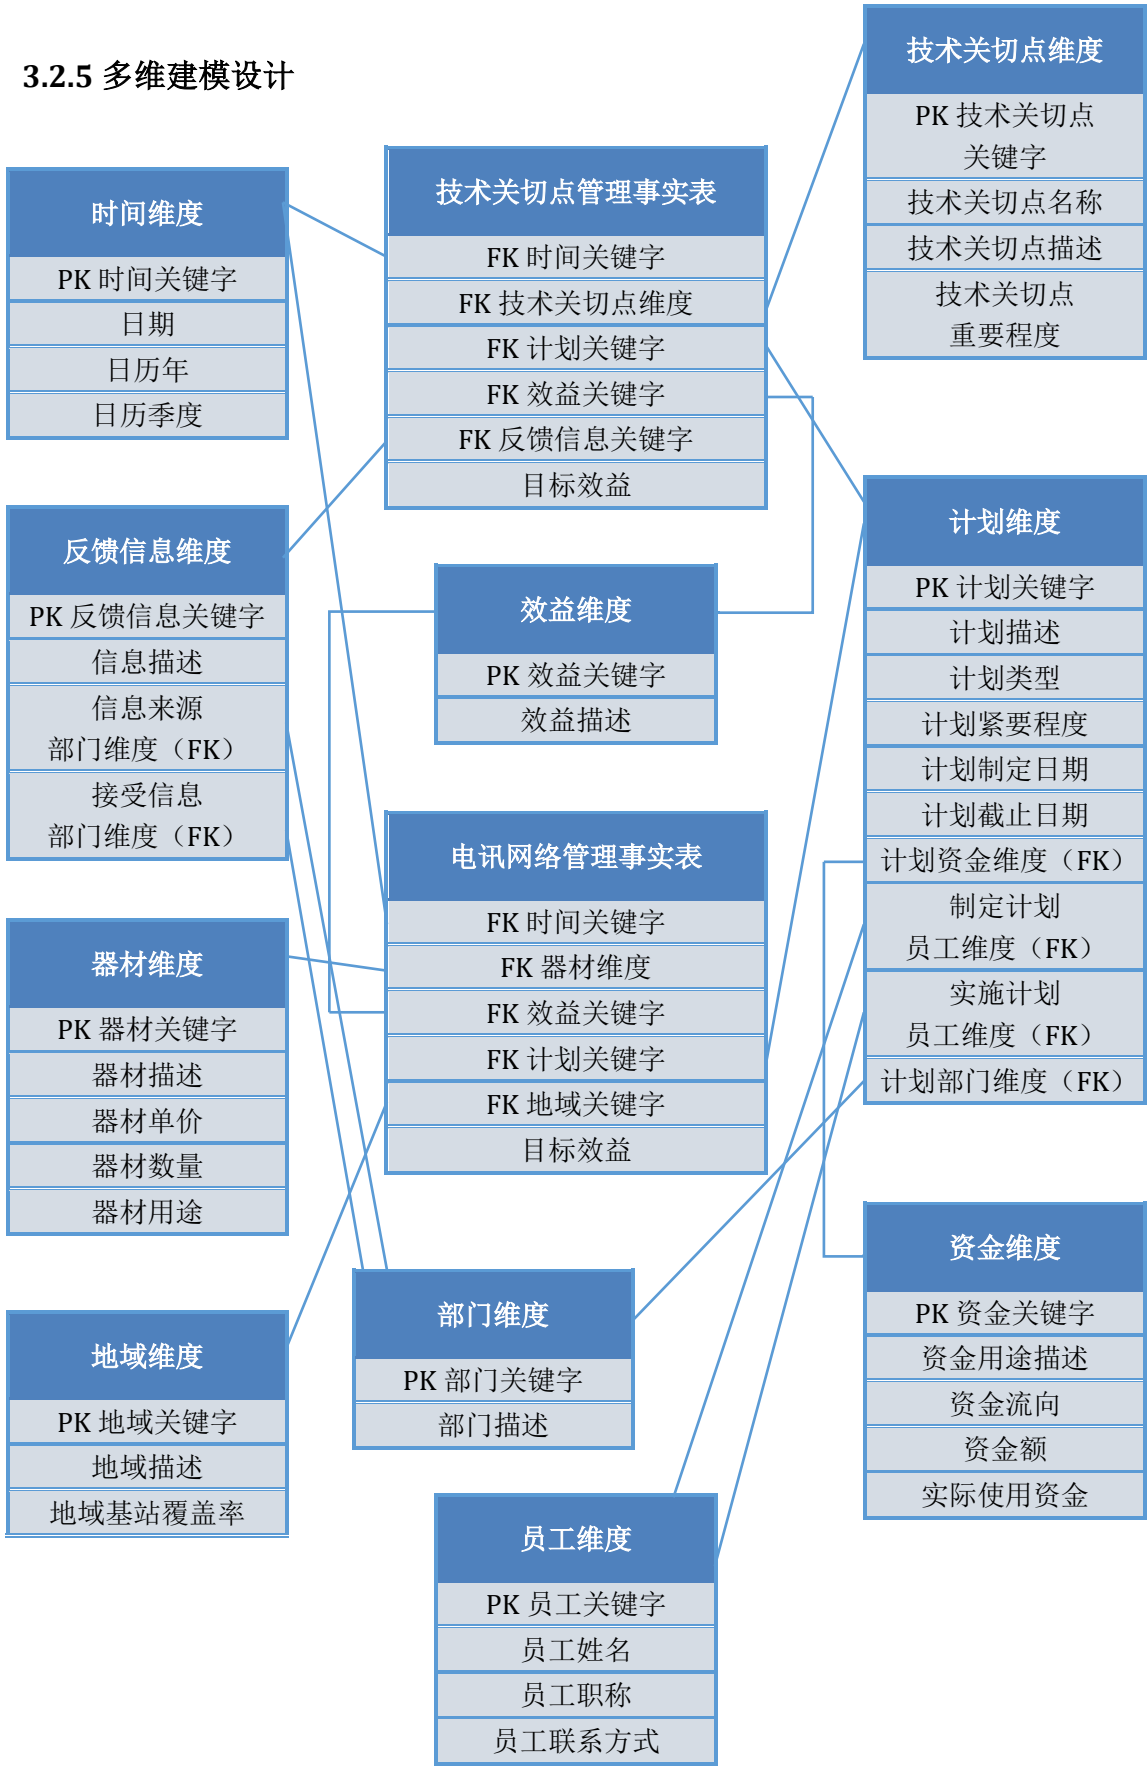 3.2.5 多维建模设计
技术关切点维度
PK 技术关切点
关键字
技术关切点名称
技术关切点描述
技术关切点
重要程度
时间维度
PK 时间关键字
日期
日历年
日历季度
技术关切点管理事实表
FK 时间关键字
FK 技术关切点维度
FK 计划关键字
FK 效益关键字
FK 反馈信息关键字
目标效益
反馈信息维度
PK 反馈信息关键字
信息描述
信息来源
部门维度（FK）
接受信息
部门维度（FK）
效益维度
PK 效益关键字
效益描述
计划维度
PK 计划关键字
计划描述
计划类型
计划紧要程度
计划制定日期
计划截止日期
计划资金维度（FK）
制定计划
员工维度（FK）
实施计划
员工维度（FK）
计划部门维度（FK）
电讯网络管理事实表
FK 时间关键字
FK 器材维度
FK 效益关键字
FK 计划关键字
FK 地域关键字
目标效益
器材维度
PK 器材关键字
器材描述
器材单价
器材数量
器材用途
地域维度
PK 地域关键字
地域描述
地域基站覆盖率
部门维度
PK 部门关键字
部门描述
资金维度
PK 资金关键字
资金用途描述
资金流向
资金额
实际使用资金
员工维度
PK 员工关键字
员工姓名
员工职称
员工联系方式